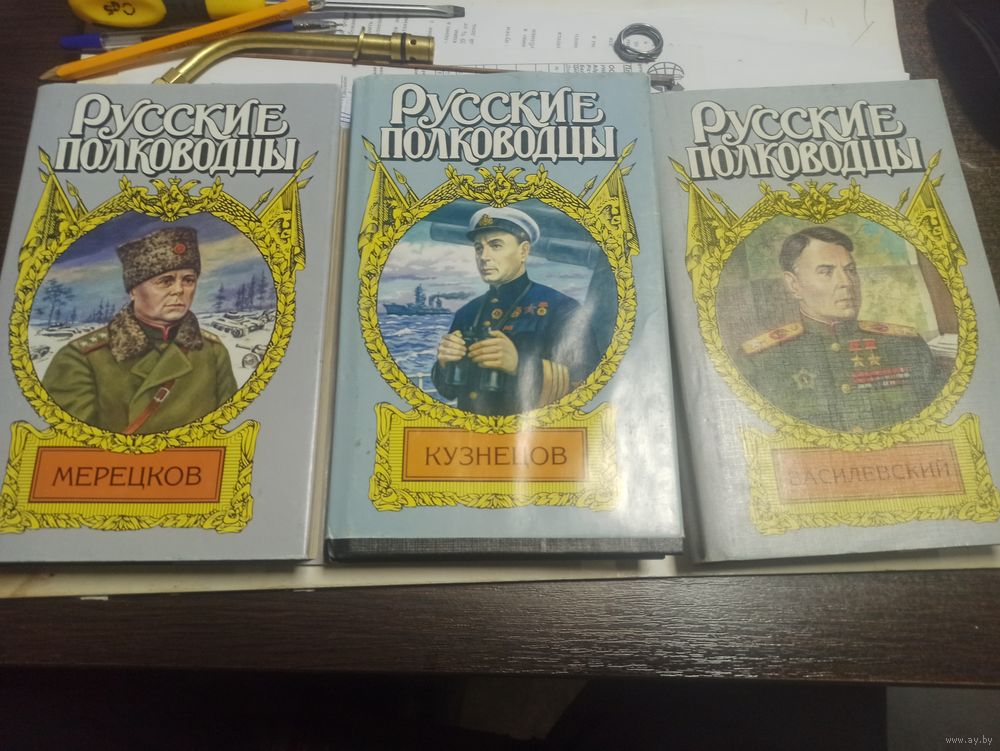 РУССКИЕ
ПОЛКОВОДЦЫ
МЕРЕЦКОВ
РУССКИЕ
ПОЛКОВОДЦЫ
КУЗНЕЦОВ
РУССКИЕ
ПОЛКОВОДЦЫ
ВАСИЛЕВСКИЙ
www.ay.by